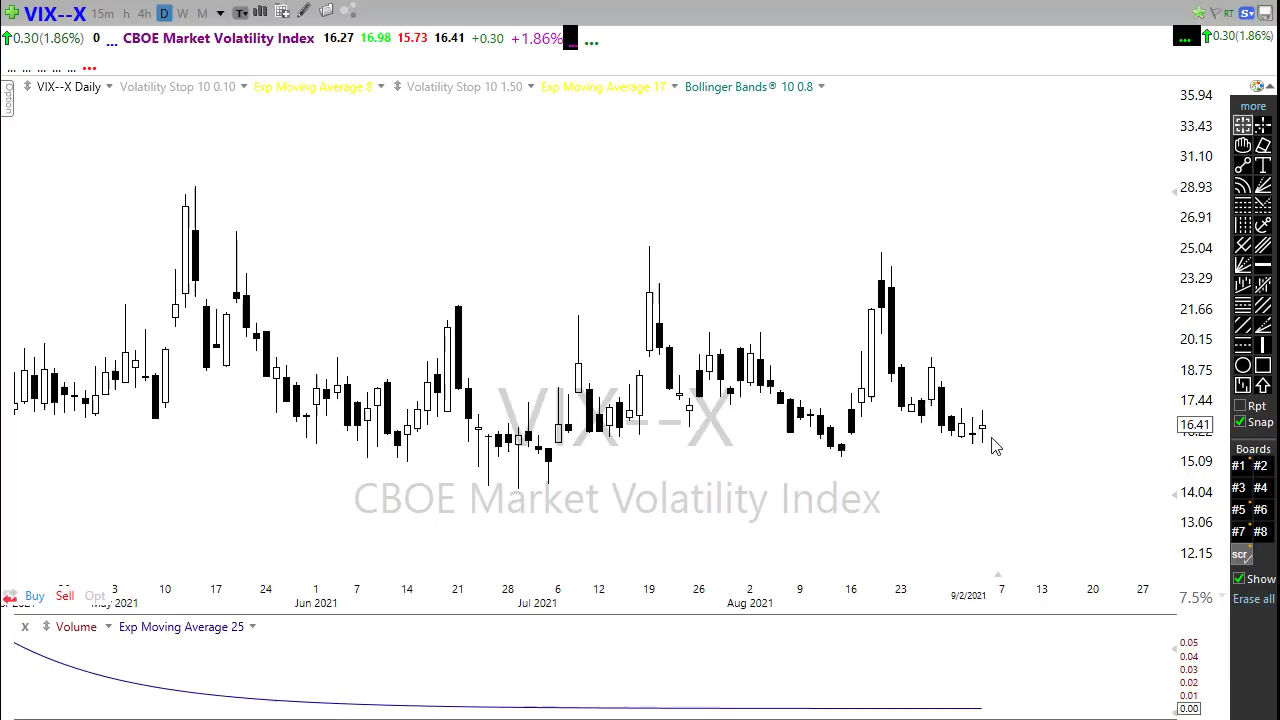 VIX--X 15m h 4h D W M T RT S
0.30(1.86%) 0 ... CBOE Market Volatility Index 16.27 16.98 15.73 16.41 +0.30 +1.86% ... ... ... 0.30(1.86%)
... ... ... ... ... ...
Option
VIX--X Daily Volatility Stop 10 0.10 Exp Moving Average 8 Volatility Stop 10 1.50 Exp Moving Average 17 Bollinger Bands® 10 0.8
35.94
more
33.43
31.10
28.93
26.91
25.04
23.29
21.66
20.15
18.75
17.44
Rpt
16.41
Snap
15.09
14.04
13.06
12.15
VIX--X
CBOE Market Volatility Index
Boards
#1 #2
#3 #4
#5 #6
#7 #8
scr
Show
Erase all
3 10 17 24 1 7 14 21 28 6 12 19 26 2 9 16 23 9/2/2021 7 13 20 27
Buy Sell Opt
May 2021 Jun 2021 Jul 2021 Aug 2021
7.5%
X Volume Exp Moving Average 25
0.05
0.04
0.03
0.02
0.01
0.00